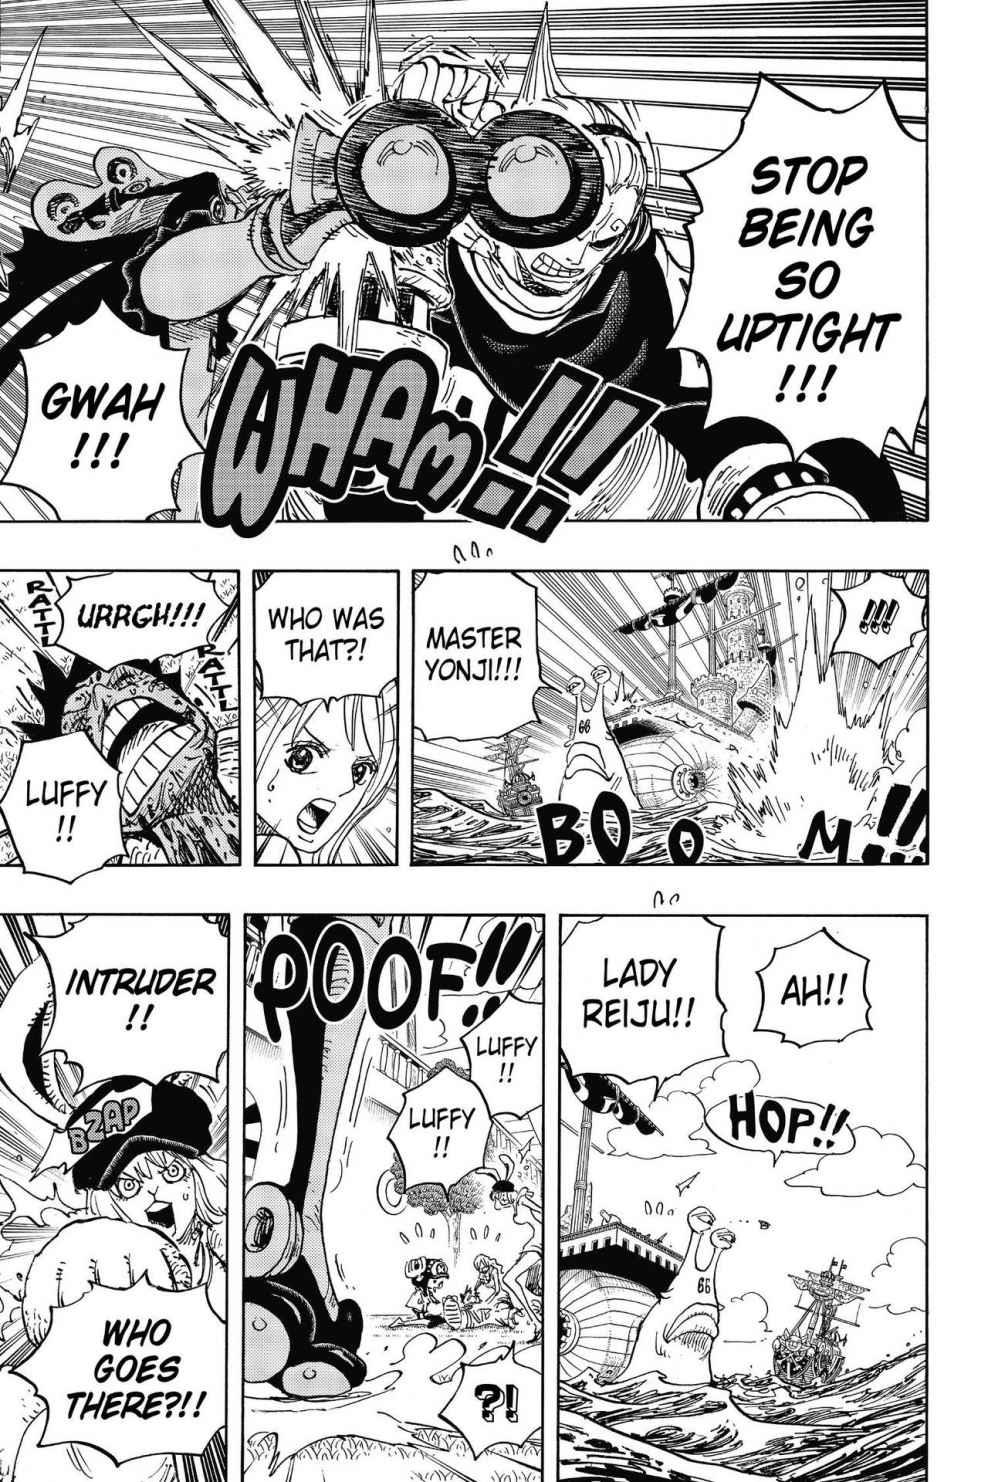 STOP
BEING
SO
UPTIGHT
!!!
GWAH
!!!
WHAM!!
!!!
MASTER
YONJI!!!
66
BOOM!!!
WHO WAS
THAT?!
URRGH!!!
RATTL
RATTL
LUFFY
!!
AH!!
LADY
REIJU!!
HOP!!
66
POOF!!
LUFFY
!!
LUFFY
!!
?!
INTRUDER
!!
BZAP
WHO
GOES
THERE?!!